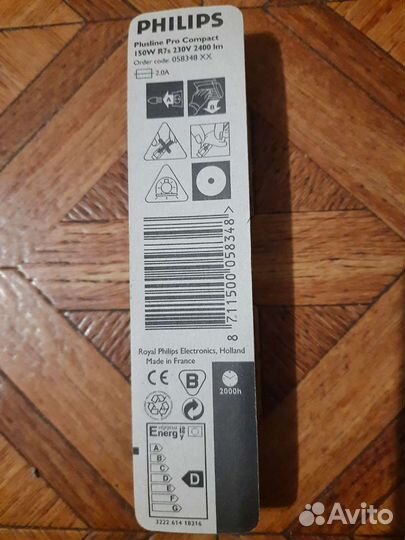 PHILIPS
Plusline Pro Compact
150W R7s 230V 2400 lm
Order code: 058348 XX
2.0A
A
B
8 711500 058348 >
Royal Philips Electronics, Holland
Made in France
CE
B
2000h
Energ
A
B
C
D
E
F
G
D
3222 614 18316
Avito